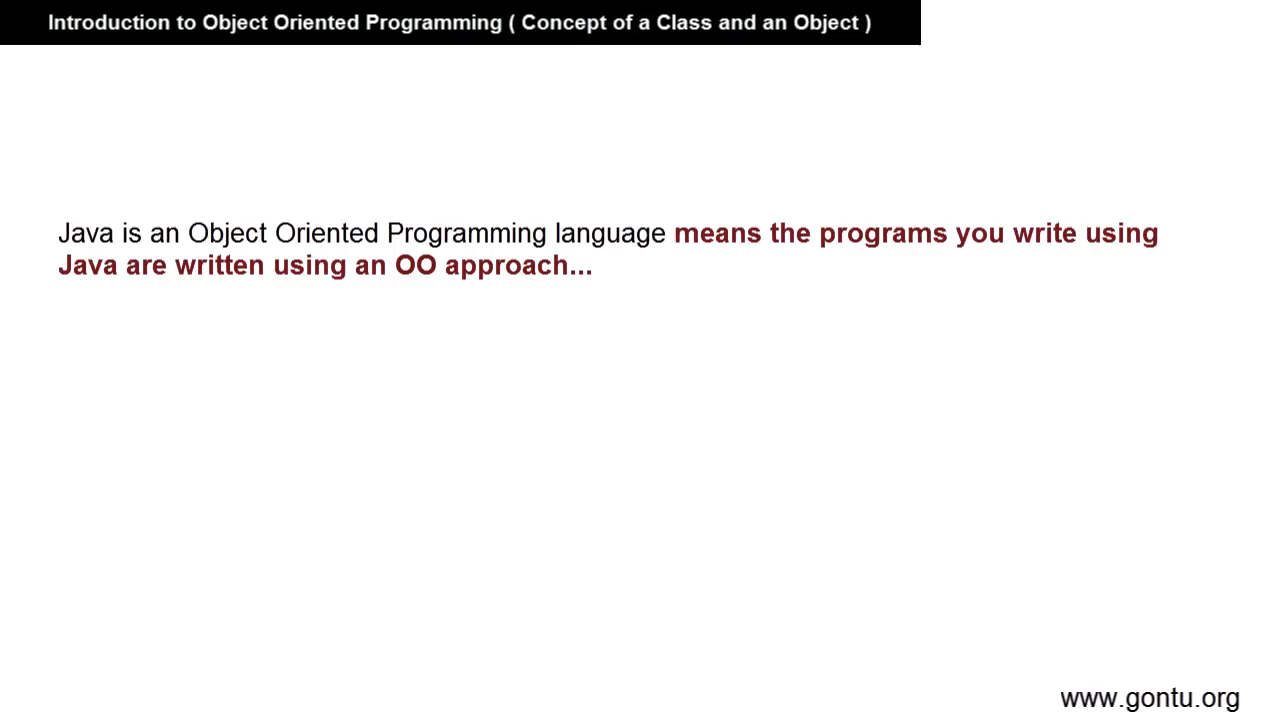 Introduction to Object Oriented Programming ( Concept of a Class and an Object )
Java is an Object Oriented Programming language means the programs you write using
Java are written using an OO approach...
www.gontu.org